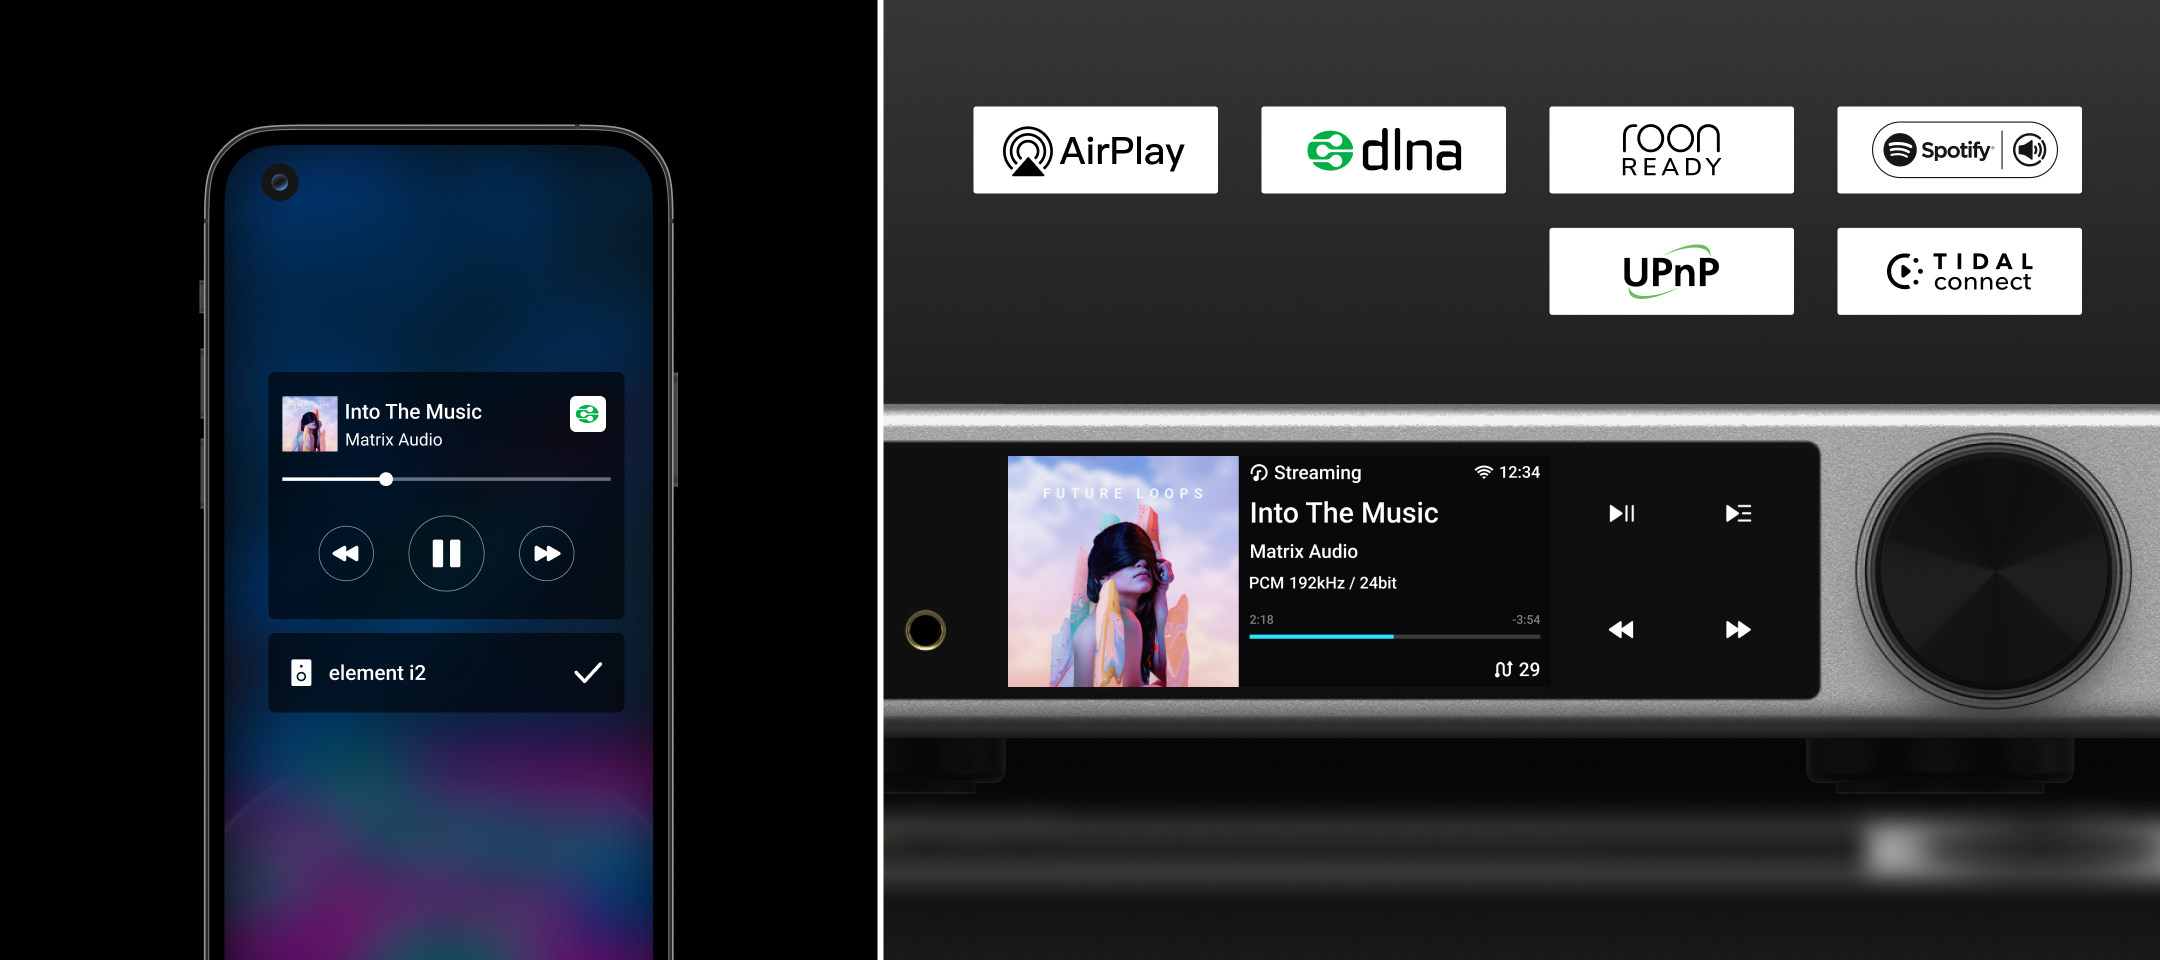 Into The Music
Matrix Audio
element i2
AirPlay
dlna
roon
READY
Spotify
UPnP
TIDAL
connect
FUTURE LOOPS
Streaming
12:34
Into The Music
Matrix Audio
PCM 192kHz / 24bit
2:18
-3:54
29